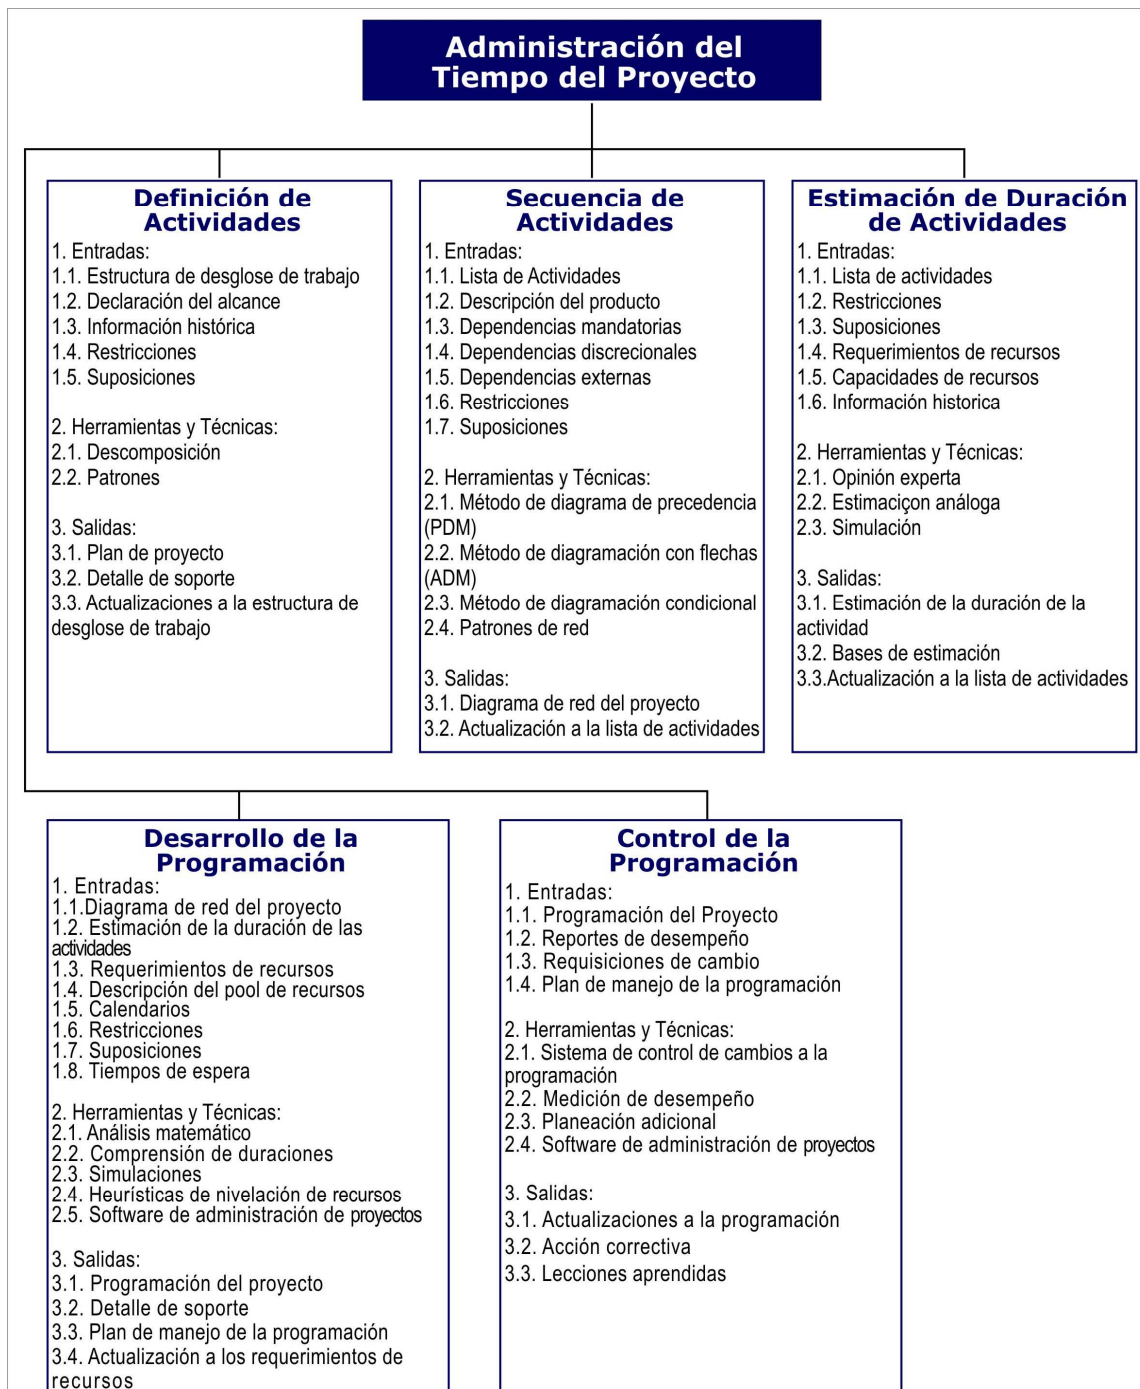 Administración del
Tiempo del Proyecto
Definición de
Actividades
1. Entradas:
1.1. Estructura de desglose de trabajo
1.2. Declaración del alcance
1.3. Información histórica
1.4. Restricciones
1.5. Suposiciones
2. Herramientas y Técnicas:
2.1. Descomposición
2.2. Patrones
3. Salidas:
3.1. Plan de proyecto
3.2. Detalle de soporte
3.3. Actualizaciones a la estructura de
desglose de trabajo
Secuencia de
Actividades
1. Entradas:
1.1. Lista de Actividades
1.2. Descripción del producto
1.3. Dependencias mandatorias
1.4. Dependencias discrecionales
1.5. Dependencias externas
1.6. Restricciones
1.7. Suposiciones
2. Herramientas y Técnicas:
2.1. Método de diagrama de precedencia
(PDM)
2.2. Método de diagramación con flechas
(ADM)
2.3. Método de diagramación condicional
2.4. Patrones de red
3. Salidas:
3.1. Diagrama de red del proyecto
3.2. Actualización a la lista de actividades
Estimación de Duración
de Actividades
1. Entradas:
1.1. Lista de actividades
1.2. Restricciones
1.3. Suposiciones
1.4. Requerimientos de recursos
1.5. Capacidades de recursos
1.6. Información historica
2. Herramientas y Técnicas:
2.1. Opinión experta
2.2. Estimaciçon análoga
2.3. Simulación
3. Salidas:
3.1. Estimación de la duración de la
actividad
3.2. Bases de estimación
3.3.Actualización a la lista de actividades
Desarrollo de la
Programación
1. Entradas:
1.1.Diagrama de red del proyecto
1.2. Estimación de la duración de las
actividades
1.3. Requerimientos de recursos
1.4. Descripción del pool de recursos
1.5. Calendarios
1.6. Restricciones
1.7. Suposiciones
1.8. Tiempos de espera
2. Herramientas y Técnicas:
2.1. Análisis matemático
2.2. Comprensión de duraciones
2.3. Simulaciones
2.4. Heurísticas de nivelación de recursos
2.5. Software de administración de proyectos
3. Salidas:
3.1. Programación del proyecto
3.2. Detalle de soporte
3.3. Plan de manejo de la programación
3.4. Actualización a los requerimientos de
recursos
Control de la
Programación
1. Entradas:
1.1. Programación del Proyecto
1.2. Reportes de desempeño
1.3. Requisiciones de cambio
1.4. Plan de manejo de la programación
2. Herramientas y Técnicas:
2.1. Sistema de control de cambios a la
programación
2.2. Medición de desempeño
2.3. Planeación adicional
2.4. Software de administración de proyectos
3. Salidas:
3.1. Actualizaciones a la programación
3.2. Acción correctiva
3.3. Lecciones aprendidas